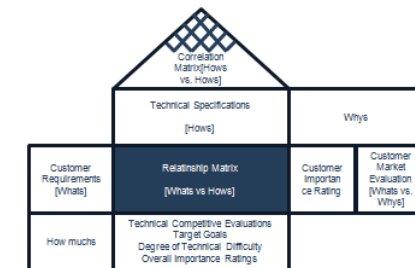 Correlation
Matrix[Hows
vs. Hows]
Technical Specifications
[Hows]
Whys
Customer
Requirements
[Whats]
Relatinship Matrix
[Whats vs Hows]
Customer
Importan
ce Rating
Customer
Market
Evaluation
[Whats vs.
Whys]
How muchs
Technical Competitive Evaluations
Target Goals
Degree of Technical Difficulty
Overall Importance Ratings